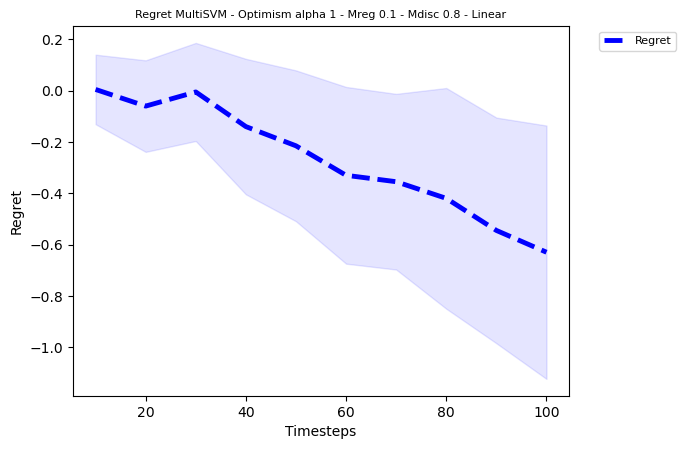 Regret MultiSVM - Optimism alpha 1 - Mreg 0.1 - Mdisc 0.8 - Linear
Regret
0.2
0.0
−0.2
−0.4
−0.6
−0.8
−1.0
Regret
20 40 60 80 100
Timesteps